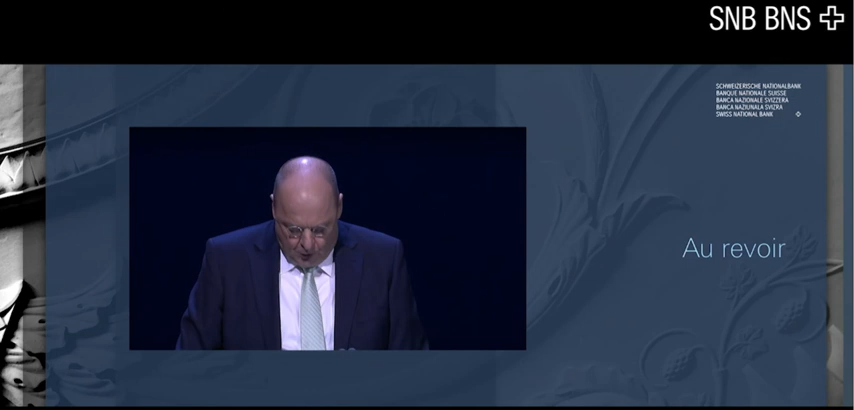 SNB BNS
SCHWEIZERISCHE NATIONALBANK
BANQUE NATIONALE SUISSE
BANCA NAZIONALE SVIZZERA
BANCA NAZIUNALA SVIZRA
SWISS NATIONAL BANK
Au revoir